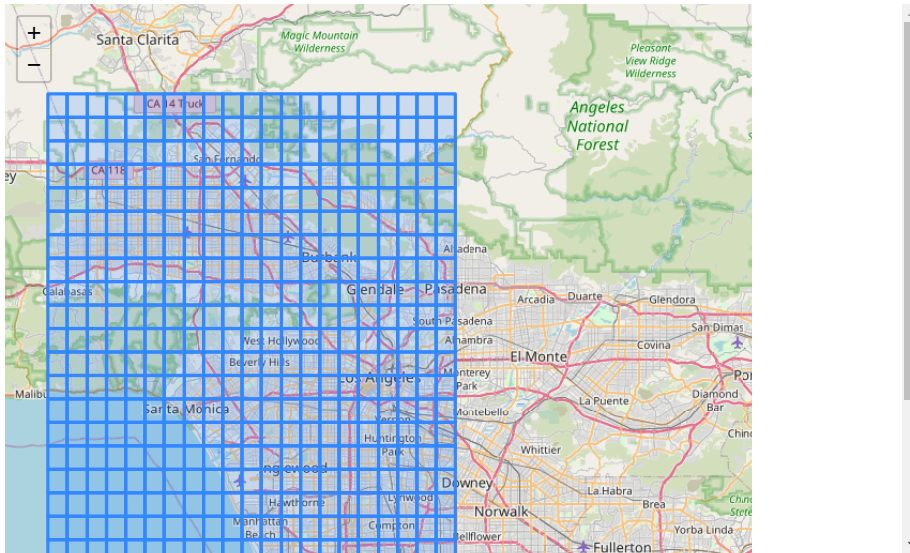 +
−
Santa Clarita
Magic Mountain
Wilderness
Pleasant
View Ridge
Wilderness
Angeles
National
Forest
CA 14 Truck
San Fernando
CA 118
ey
Altadena
Burbank
Calabasas
Glendale
Pasadena
Arcadia
Duarte
Glendora
South Pasadena
San Dimas
West Hollywood
Alhambra
Covina
Beverly Hills
El Monte
Los Angeles
Monterey
Park
Malibu
La Puente
Diamond
Bar
Santa Monica
Montebello
Vernon
Huntington
Park
Whittier
Inglewood
Downey
La Habra
Hawthorne
Lynwood
Norwalk
Brea
Manhattan
Beach
Compton
Bellflower
Yorba Linda
Fullerton